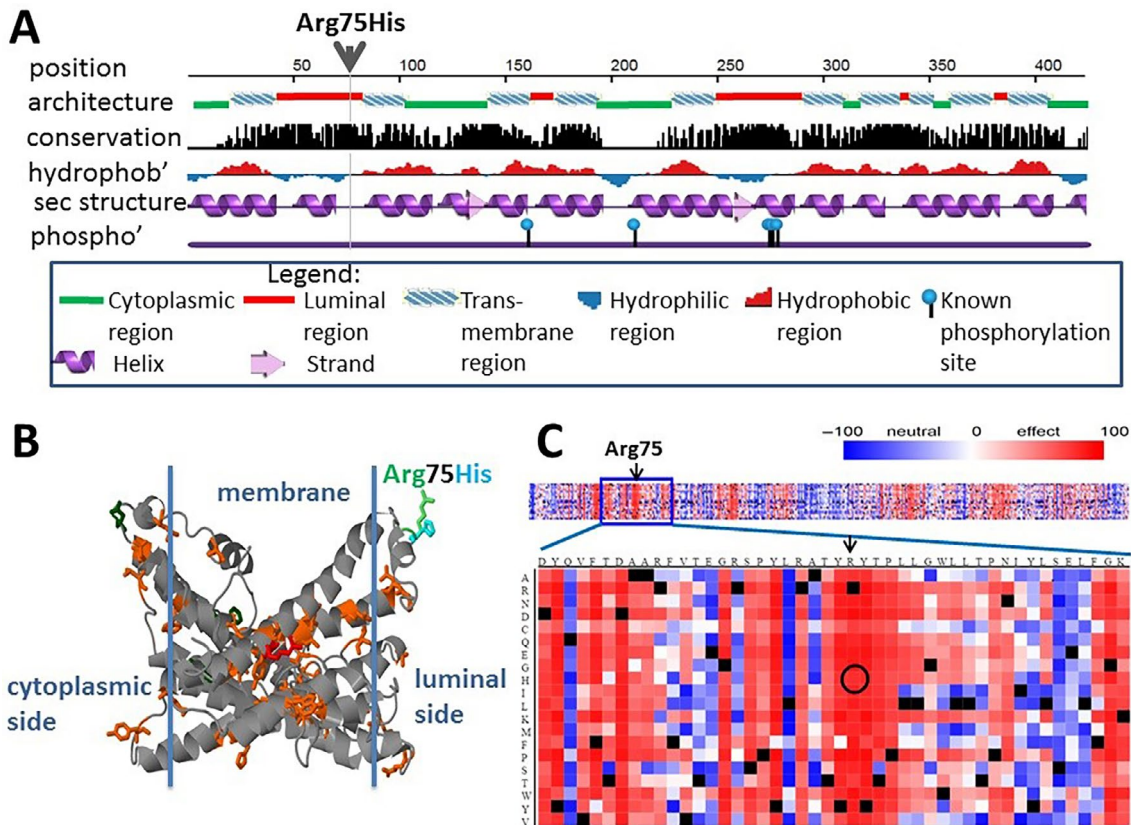 A
Arg75His
position 50 100 150 200 250 300 350 400
architecture
conservation
hydrophob’
sec structure
phospho’
Legend:
Cytoplasmic region
Luminal region
Trans-membrane region
Hydrophilic region
Hydrophobic region
Known phosphorylation site
Helix
Strand
B
membrane
Arg75His
cytoplasmic side
luminal side
C
−100 neutral 0 effect 100
Arg75
D Y Q V F T D A A R F V T E G R S P Y L R A T Y R Y T P L L G W L L T P N I Y L S E L F G K
A
R
N
D
C
Q
E
G
H
I
L
K
M
F
P
S
T
W
Y
V